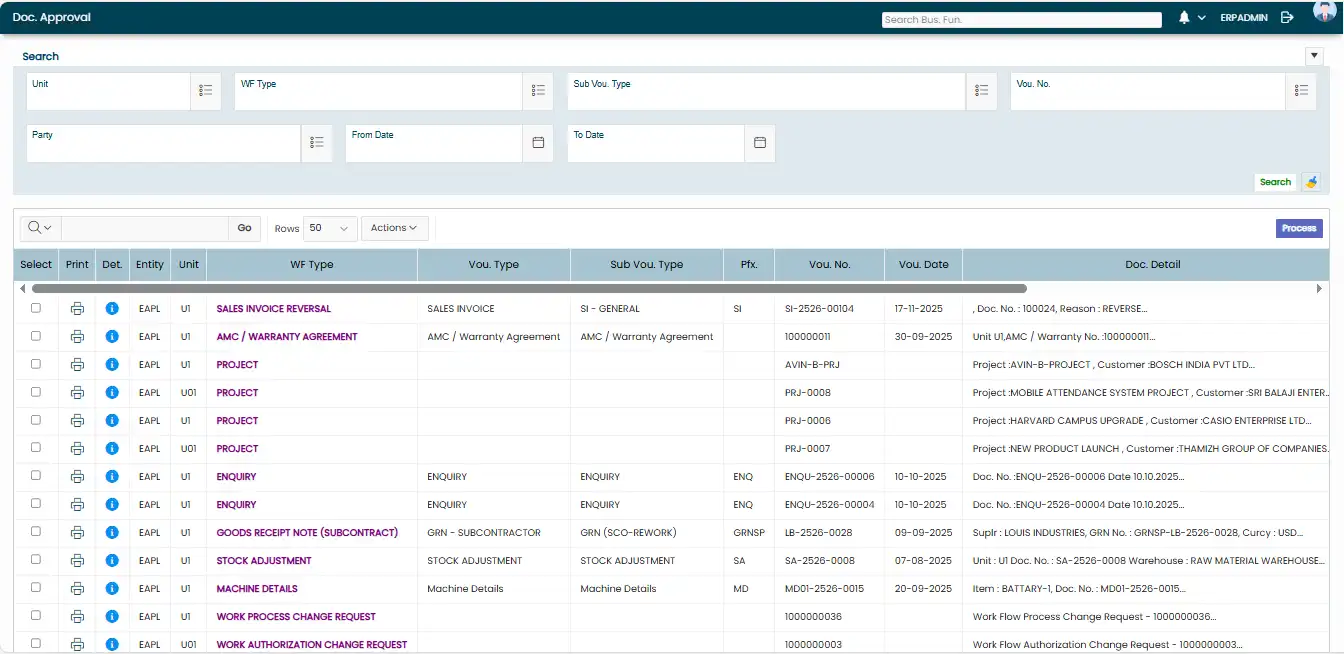 Doc. Approval Search Bus. Fun. ERPADMIN
Search
Unit WF Type Sub Vou. Type Vou. No.
Party From Date To Date
Search
Go Rows 50 Actions Process
Select Print Det. Entity Unit WF Type Vou. Type Sub Vou. Type Pfx. Vou. No. Vou. Date Doc. Detail
EAPL U1 SALES INVOICE REVERSAL SALES INVOICE SI - GENERAL SI SI-2526-00104 17-11-2025 , Doc. No. : 100024, Reason : REVERSE...
EAPL U1 AMC / WARRANTY AGREEMENT AMC / Warranty Agreement AMC / Warranty Agreement 100000011 30-09-2025 Unit U1,AMC / Warranty No. :100000011...
EAPL U1 PROJECT AVIN-B-PRJ Project :AVIN-B-PROJECT , Customer :BOSCH INDIA PVT LTD...
EAPL U01 PROJECT PRJ-0008 Project :MOBILE ATTENDANCE SYSTEM PROJECT , Customer :SRI BALAJI ENTER..
EAPL U1 PROJECT PRJ-0006 Project :HARVARD CAMPUS UPGRADE , Customer :CASIO ENTERPRISE LTD...
EAPL U01 PROJECT PRJ-0007 Project :NEW PRODUCT LAUNCH , Customer :THAMIZH GROUP OF COMPANIES.
EAPL U1 ENQUIRY ENQUIRY ENQUIRY ENQ ENQU-2526-00006 10-10-2025 Doc. No. :ENQU-2526-00006 Date 10.10.2025...
EAPL U1 ENQUIRY ENQUIRY ENQUIRY ENQ ENQU-2526-00004 10-10-2025 Doc. No. :ENQU-2526-00004 Date 10.10.2025...
EAPL U1 GOODS RECEIPT NOTE (SUBCONTRACT) GRN - SUBCONTRACTOR GRN (SCO-REWORK) GRNSP LB-2526-0028 09-09-2025 Suplr : LOUIS INDUSTRIES, GRN No. : GRNSP-LB-2526-0028, Curcy : USD...
EAPL U1 STOCK ADJUSTMENT STOCK ADJUSTMENT STOCK ADJUSTMENT SA SA-2526-0008 07-08-2025 Unit : U1 Doc. No. : SA-2526-0008 Warehouse : RAW MATERIAL WAREHOUSE...
EAPL U1 MACHINE DETAILS Machine Details Machine Details MD MD01-2526-0015 20-09-2025 Item : BATTARY-1, Doc. No. : MD01-2526-0015...
EAPL U1 WORK PROCESS CHANGE REQUEST 1000000036 Work Flow Process Change Request - 1000000036...
EAPL U01 WORK AUTHORIZATION CHANGE REQUEST 1000000003 Work Flow Authorization Change Request - 1000000003...